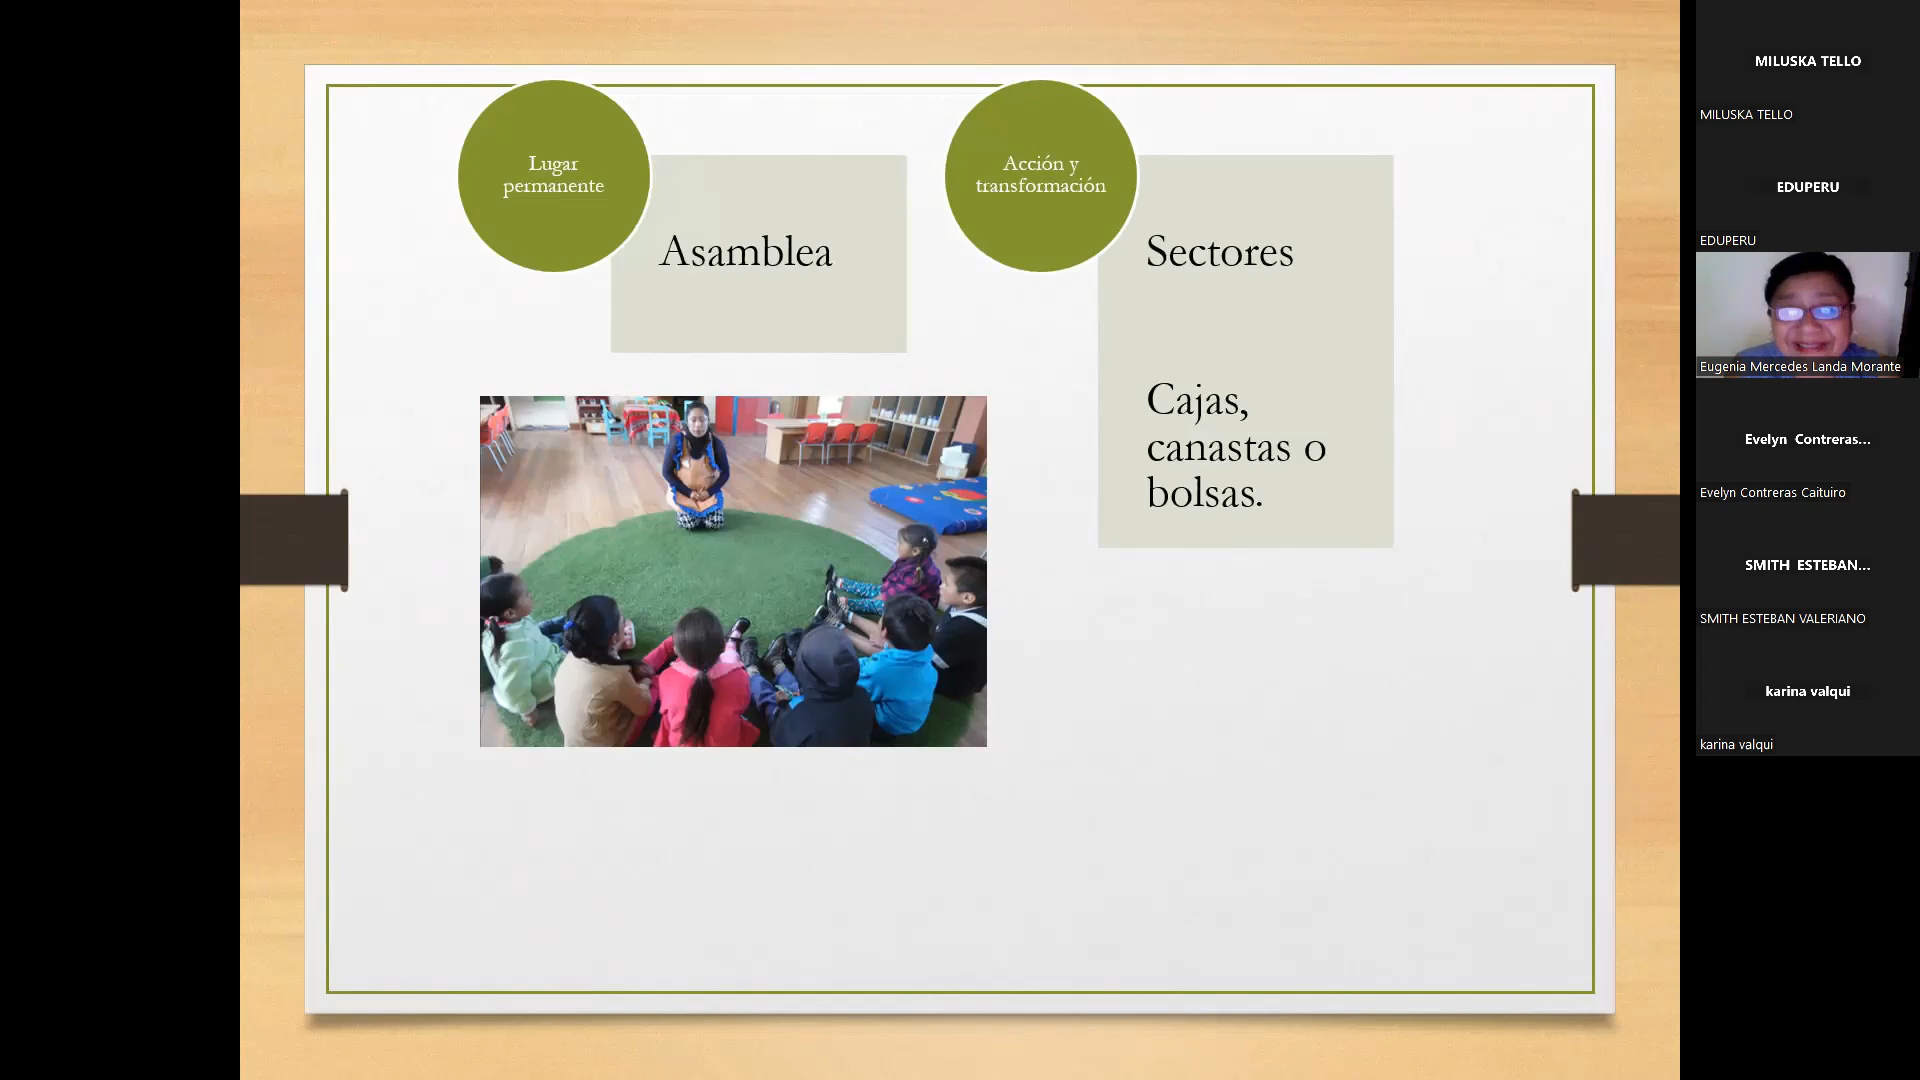 Lugar
permanente
Asamblea
Acción y
transformación
Sectores
Cajas,
canastas o
bolsas.
MILUSKA TELLO
MILUSKA TELLO
EDUPERU
EDUPERU
Eugenia Mercedes Landa Morante
Evelyn Contreras...
Evelyn Contreras Caituiro
SMITH ESTEBAN...
SMITH ESTEBAN VALERIANO
karina valqui
karina valqui